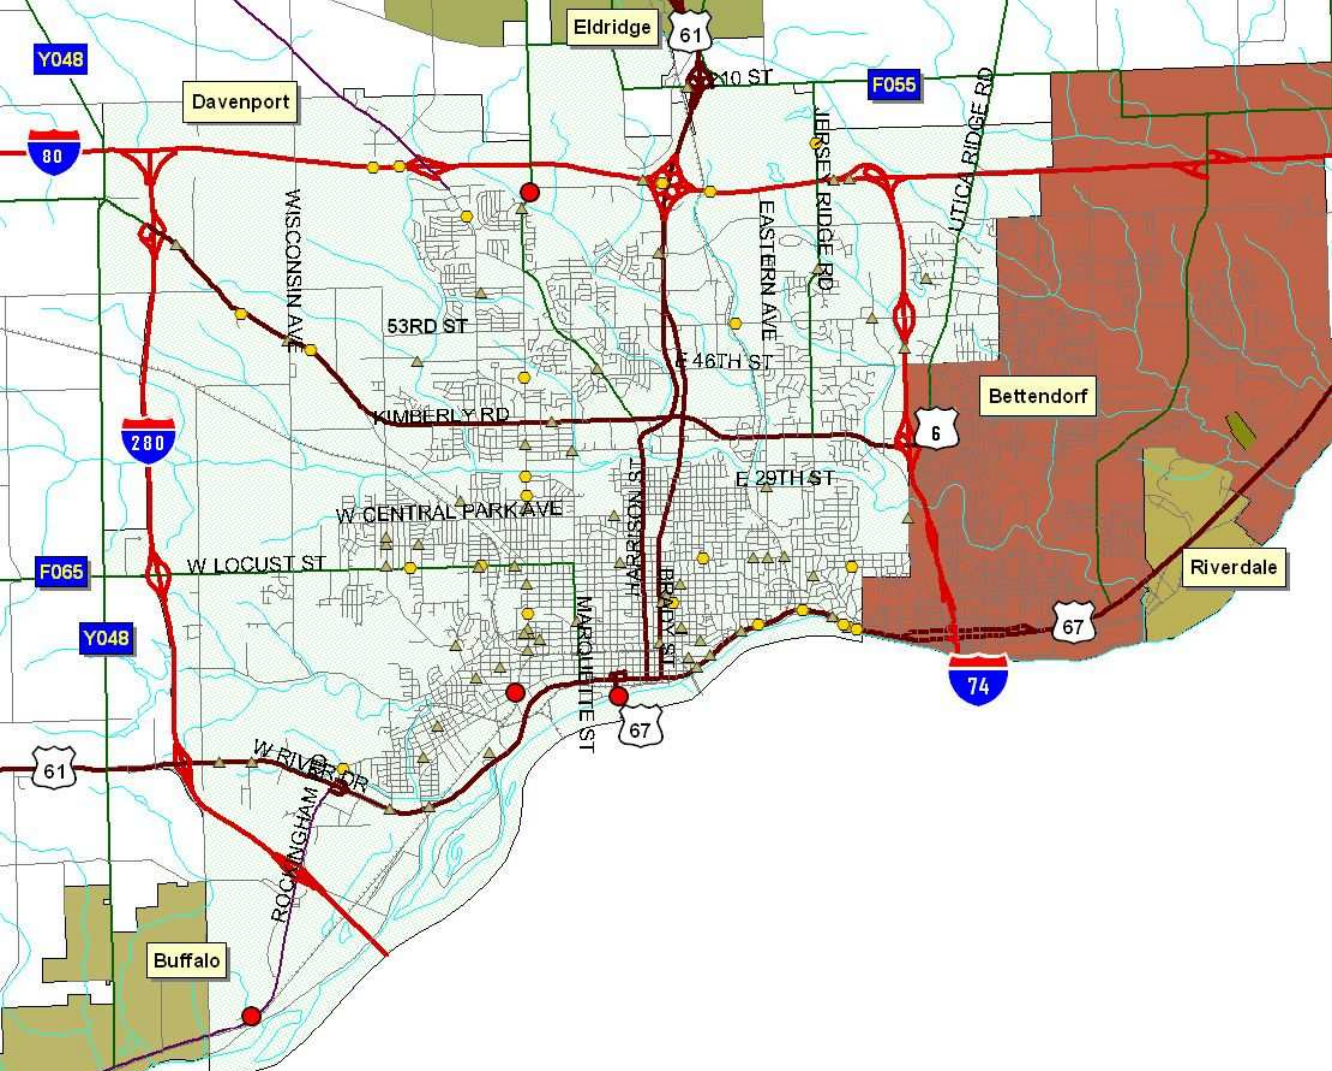 Eldridge
61
Y048
210 ST
F055
Davenport
80
JERSEY RIDGE RD
UTICA RIDGE RD
WISCONSIN AVE
EASTERN AVE
53RD ST
E 46TH ST
Bettendorf
KIMBERLY RD
6
280
E 29TH ST
HARRISON ST
W CENTRAL PARK AVE
W LOCUST ST
F065
Riverdale
BRADY ST
MARQUETTE ST
67
Y048
74
67
61
W RIVER DR
ROCKINGHAM
Buffalo